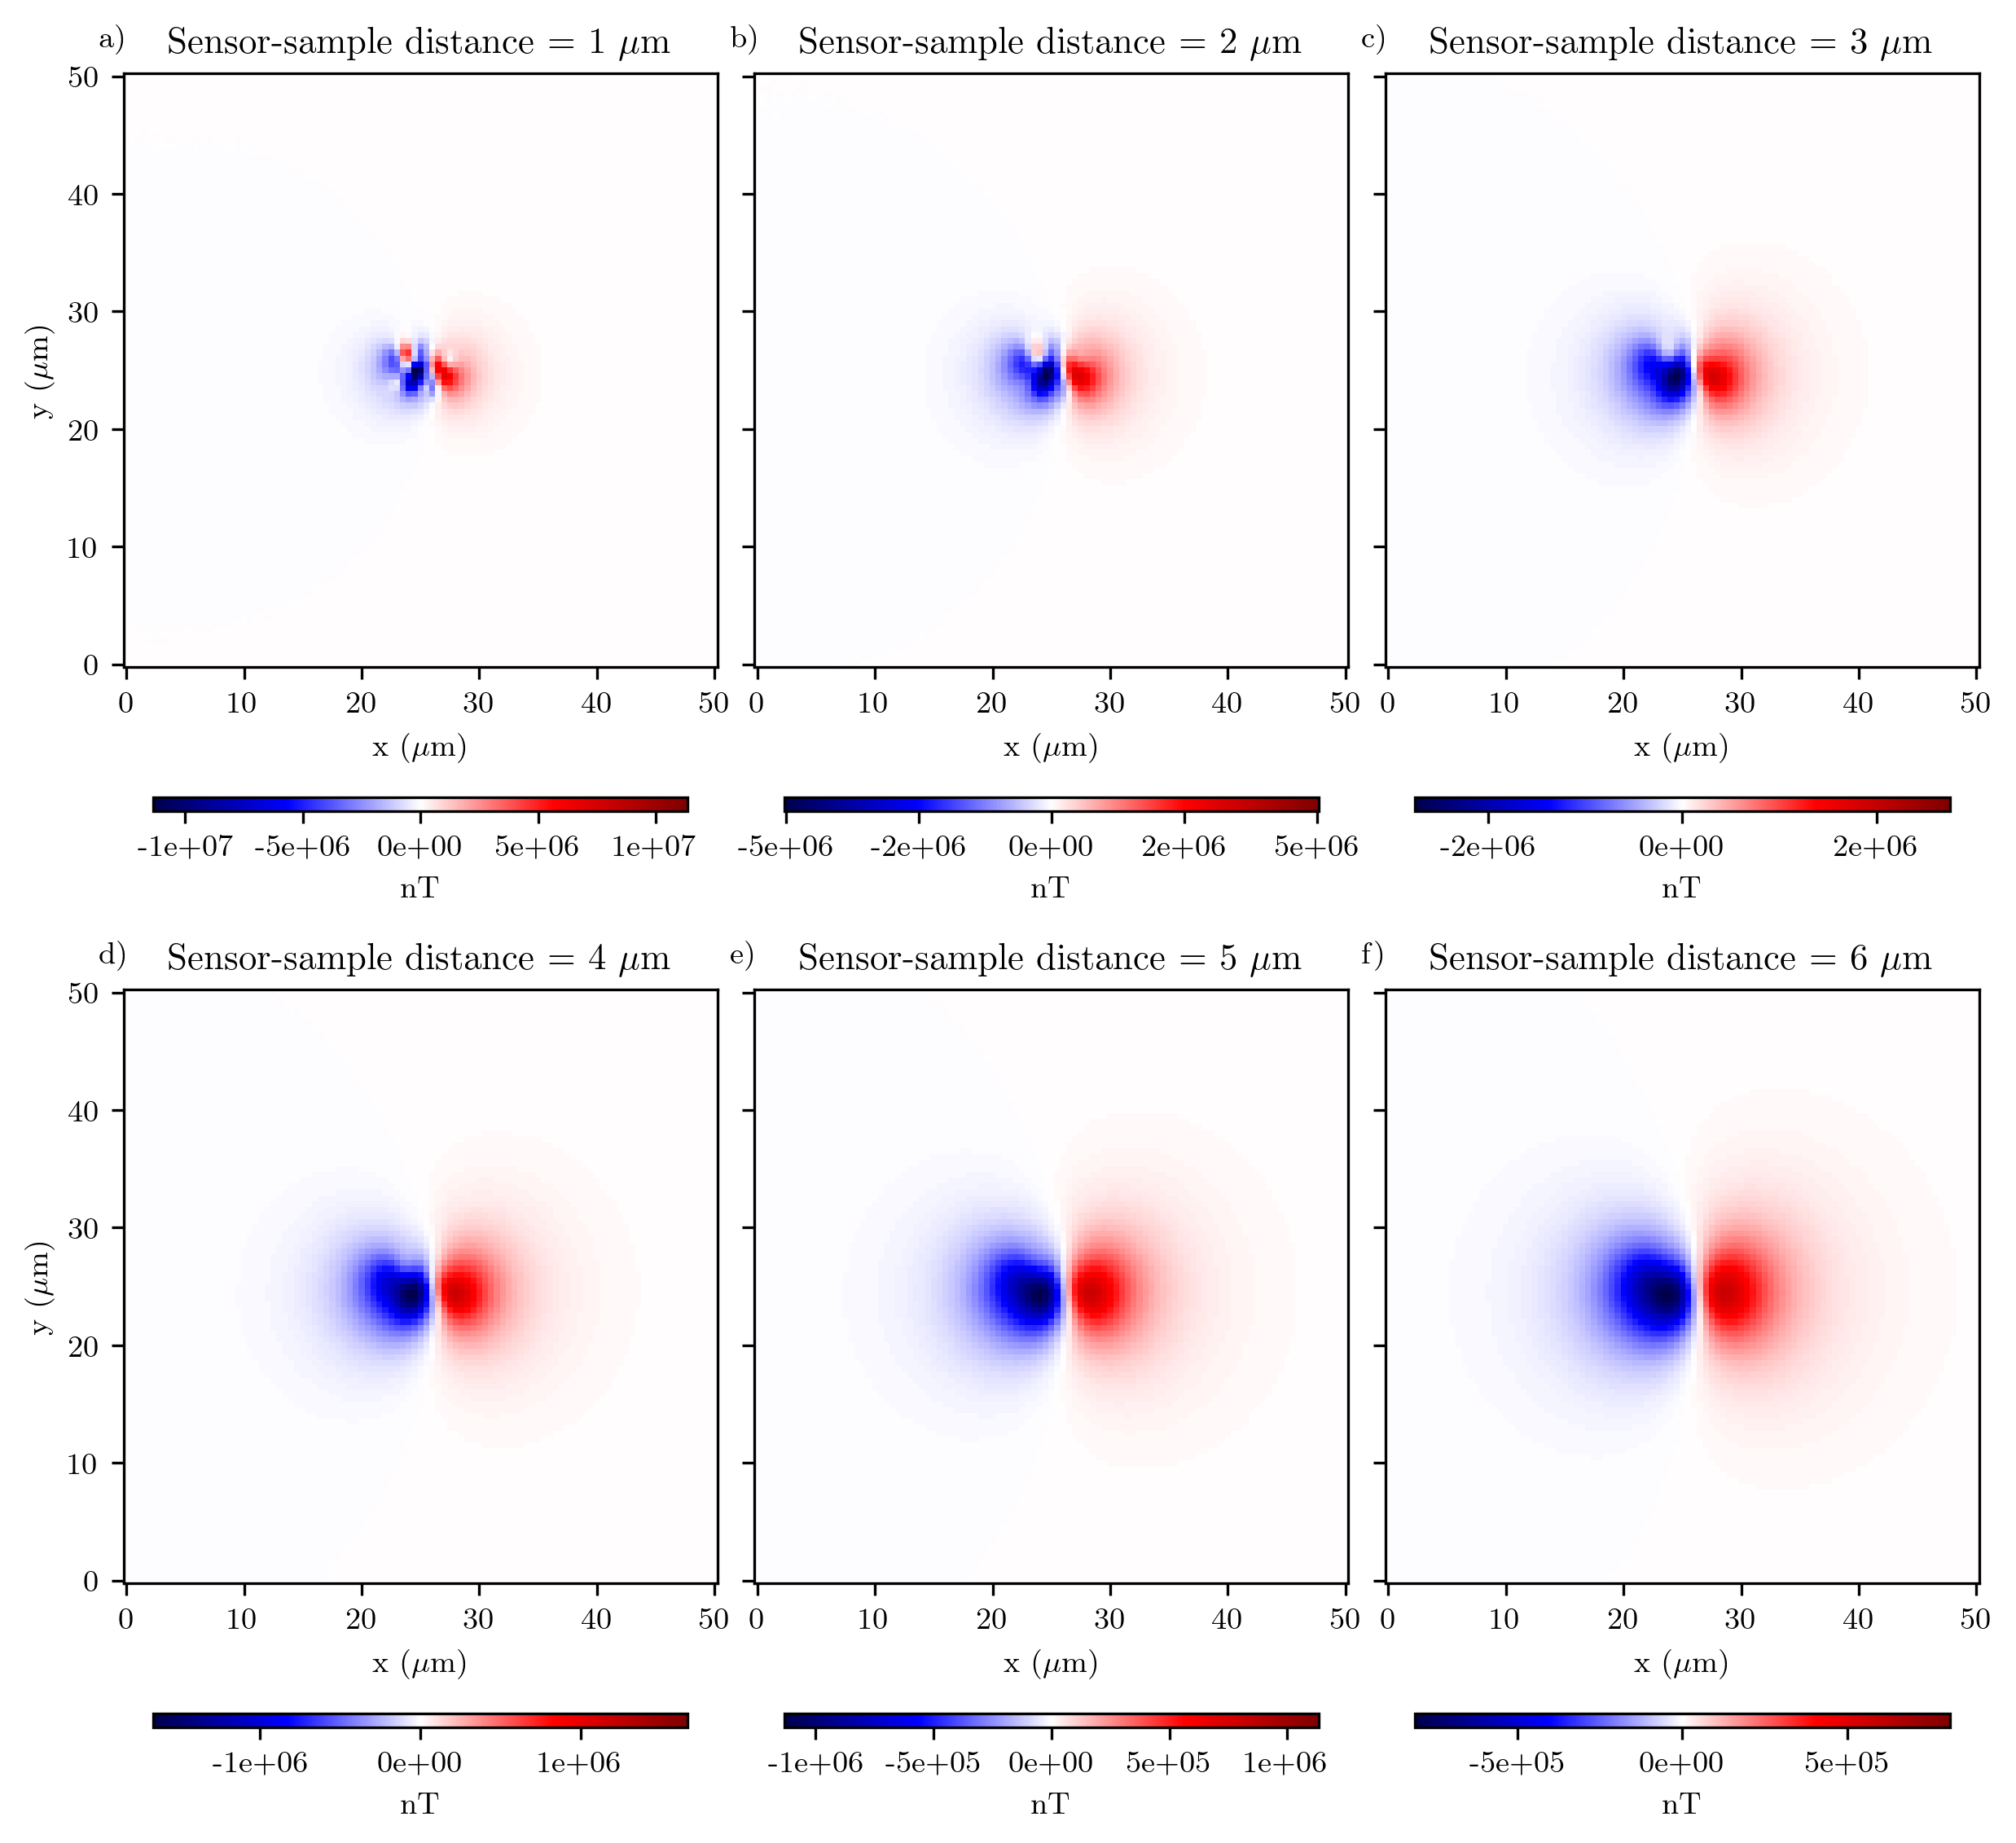 a) Sensor-sample distance = 1 μm
b) Sensor-sample distance = 2 μm
c) Sensor-sample distance = 3 μm
50
40
30
20
10
0
y (μm)
0 10 20 30 40 50
0 10 20 30 40 50
0 10 20 30 40 50
x (μm)
x (μm)
x (μm)
-1e+07 -5e+06 0e+00 5e+06 1e+07
-5e+06 -2e+06 0e+00 2e+06 5e+06
-2e+06 0e+00 2e+06
nT
nT
nT
d) Sensor-sample distance = 4 μm
e) Sensor-sample distance = 5 μm
f) Sensor-sample distance = 6 μm
50
40
30
20
10
0
y (μm)
0 10 20 30 40 50
0 10 20 30 40 50
0 10 20 30 40 50
x (μm)
x (μm)
x (μm)
-1e+06 0e+00 1e+06
-1e+06 -5e+05 0e+00 5e+05 1e+06
-5e+05 0e+00 5e+05
nT
nT
nT